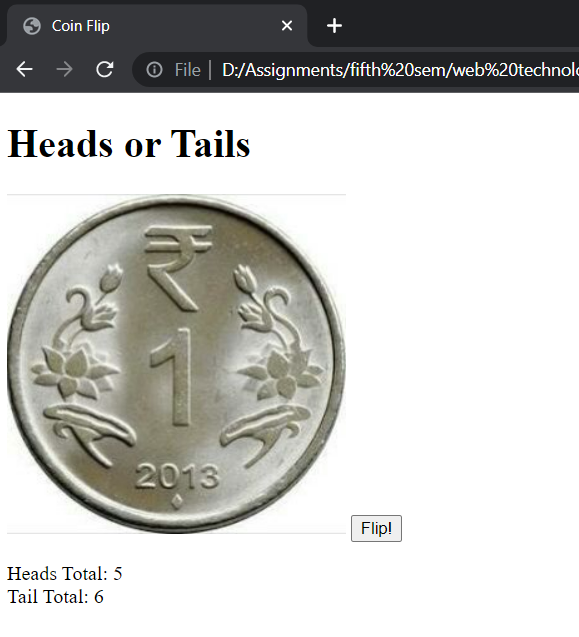 Coin Flip
File
D:/Assignments/fifth%20sem/web%20technolo
Heads or Tails
₹
1
2013
Flip!
Heads Total: 5
Tail Total: 6